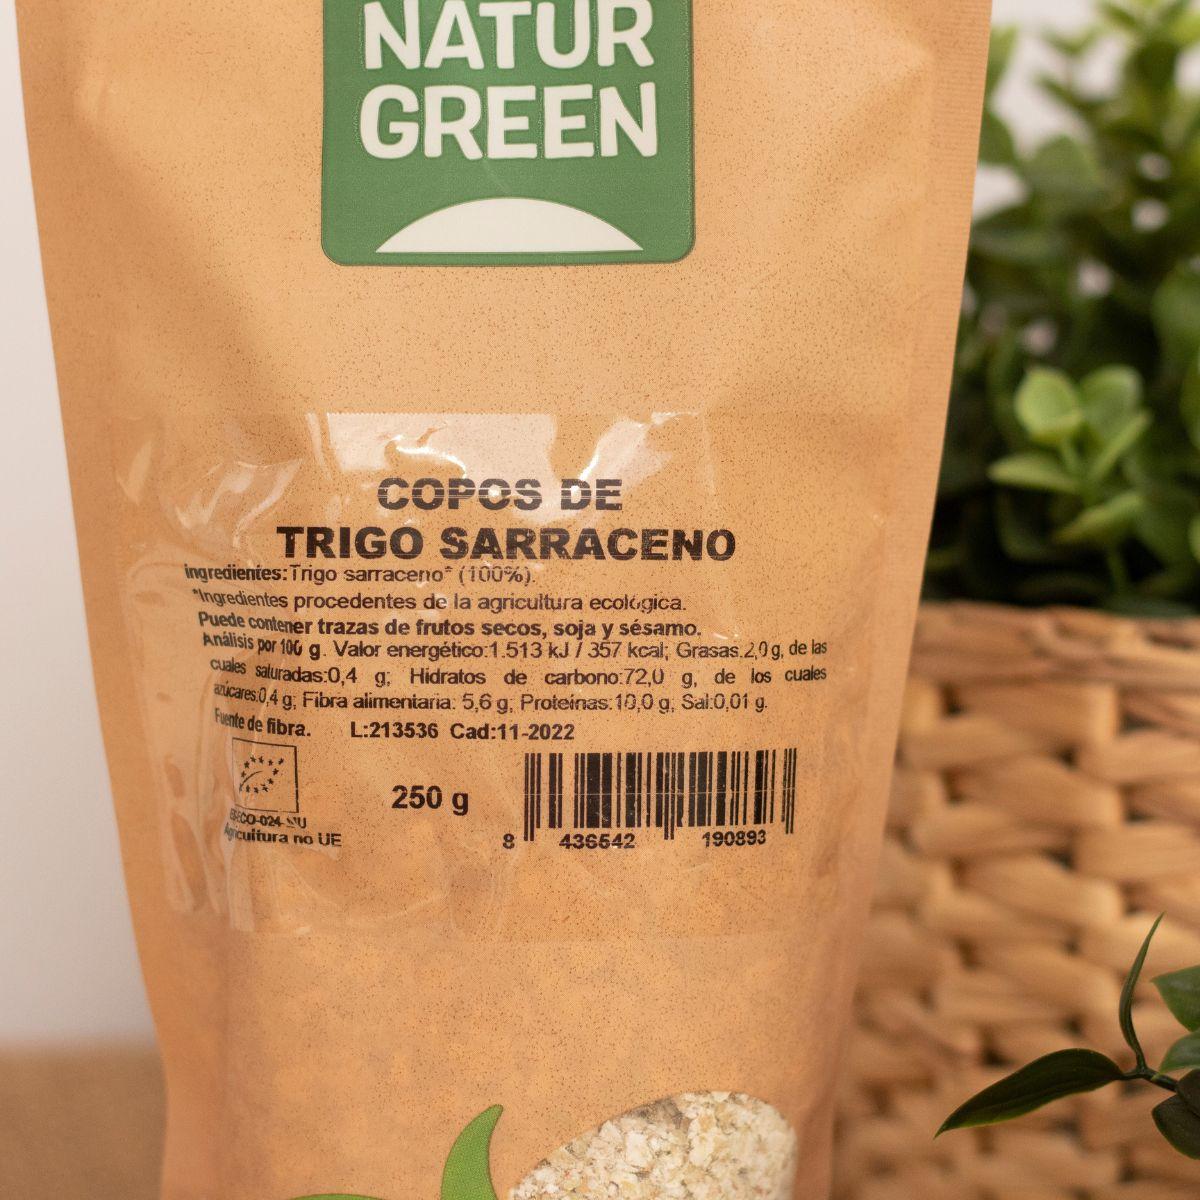 NATUR
GREEN
COPOS DE
TRIGO SARRACENO
ingredientes:Trigo sarraceno* (100%).
*Ingredientes procedentes de la agricultura ecológica.
Puede contener trazas de frutos secos, soja y sésamo.
Análisis por 100 g. Valor energético:1.513 kJ / 357 kcal; Grasas:2,0 g, de las
cuales saturadas:0,4 g; Hidratos de carbono:72,0 g, de los cuales
azúcares:0,4 g; Fibra alimentaria: 5,6 g; Proteínas:10,0 g; Sal:0,01 g.
Fuente de fibra. L:213536 Cad:11-2022
250 g
Agricultura no UE
8 436542 190893